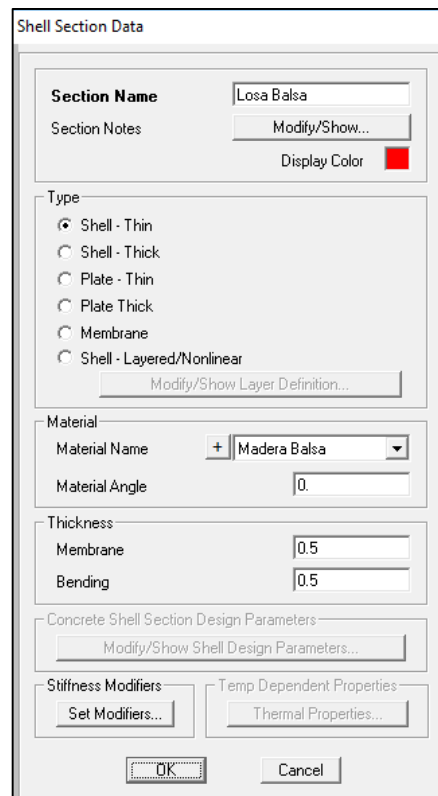 Shell Section Data
Section Name Losa Balsa
Section Notes Modify/Show...
Display Color
Type
Shell - Thin
Shell - Thick
Plate - Thin
Plate Thick
Membrane
Shell - Layered/Nonlinear
Modify/Show Layer Definition...
Material
Material Name + Madera Balsa
Material Angle 0.
Thickness
Membrane 0.5
Bending 0.5
Concrete Shell Section Design Parameters
Modify/Show Shell Design Parameters...
Stiffness Modifiers Temp Dependent Properties
Set Modifiers... Thermal Properties...
OK Cancel